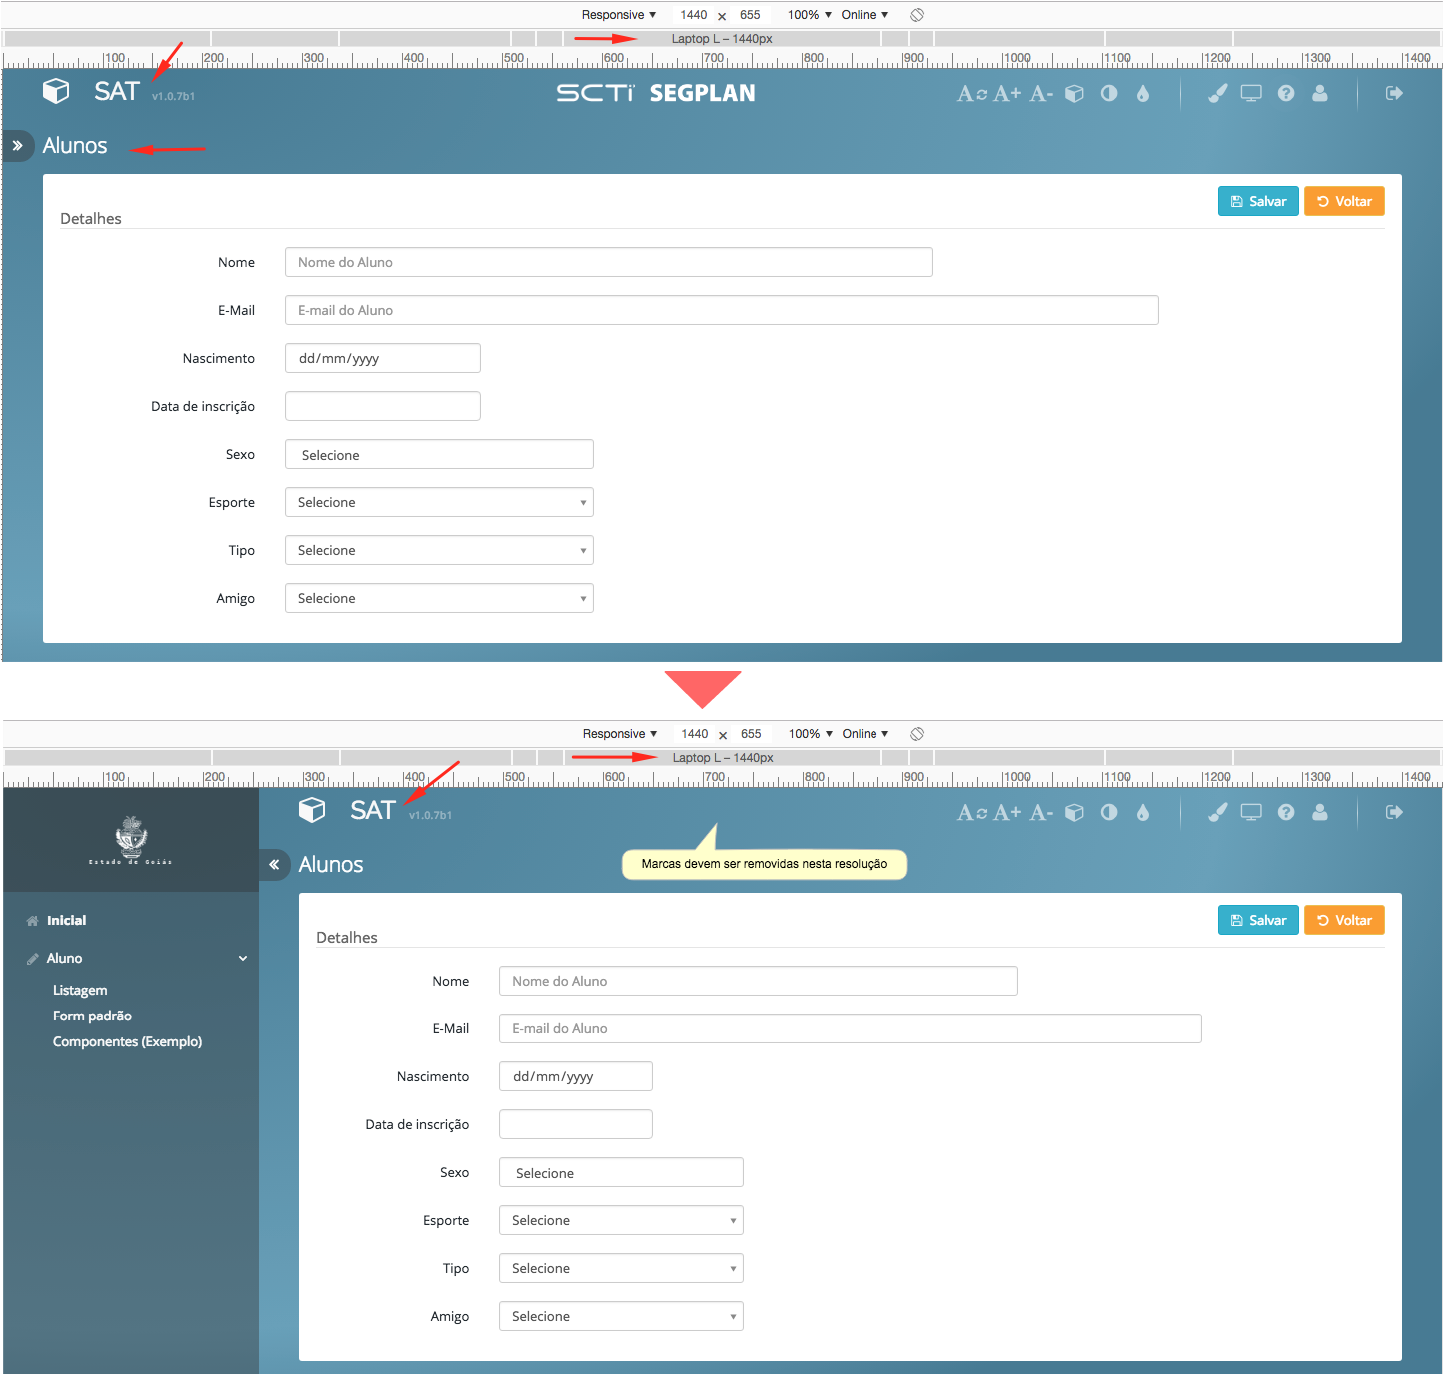 Responsive ▼ 1440 × 655 100% ▼ Online ▼
Laptop L – 1440px
100 200 300 400 500 600 700 800 900 1000 1100 1200 1300 1400
SAT v1.0.7b1 SCTi SEGPLAN A A+ A-
» Alunos
Salvar Voltar
Detalhes
Nome Nome do Aluno
E-Mail E-mail do Aluno
Nascimento dd/mm/yyyy
Data de inscrição
Sexo Selecione
Esporte Selecione
Tipo Selecione
Amigo Selecione
Responsive ▼ 1440 × 655 100% ▼ Online ▼
Laptop L – 1440px
100 200 300 400 500 600 700 800 900 1000 1100 1200 1300 1400
SAT v1.0.7b1 A A+ A-
Estado de Goiás
Marcas devem ser removidas nesta resolução
« Alunos
Inicial
Aluno
Listagem
Form padrão
Componentes (Exemplo)
Salvar Voltar
Detalhes
Nome Nome do Aluno
E-Mail E-mail do Aluno
Nascimento dd/mm/yyyy
Data de inscrição
Sexo Selecione
Esporte Selecione
Tipo Selecione
Amigo Selecione